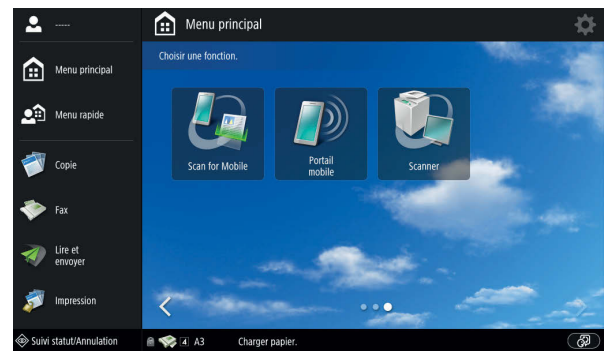 -----
Menu principal
Menu principal
Choisir une fonction.
Menu rapide
Copie
Fax
Lire et
envoyer
Impression
Scan for Mobile
Portail
mobile
Scanner
Suivi statut/Annulation
4 A3 Charger papier.